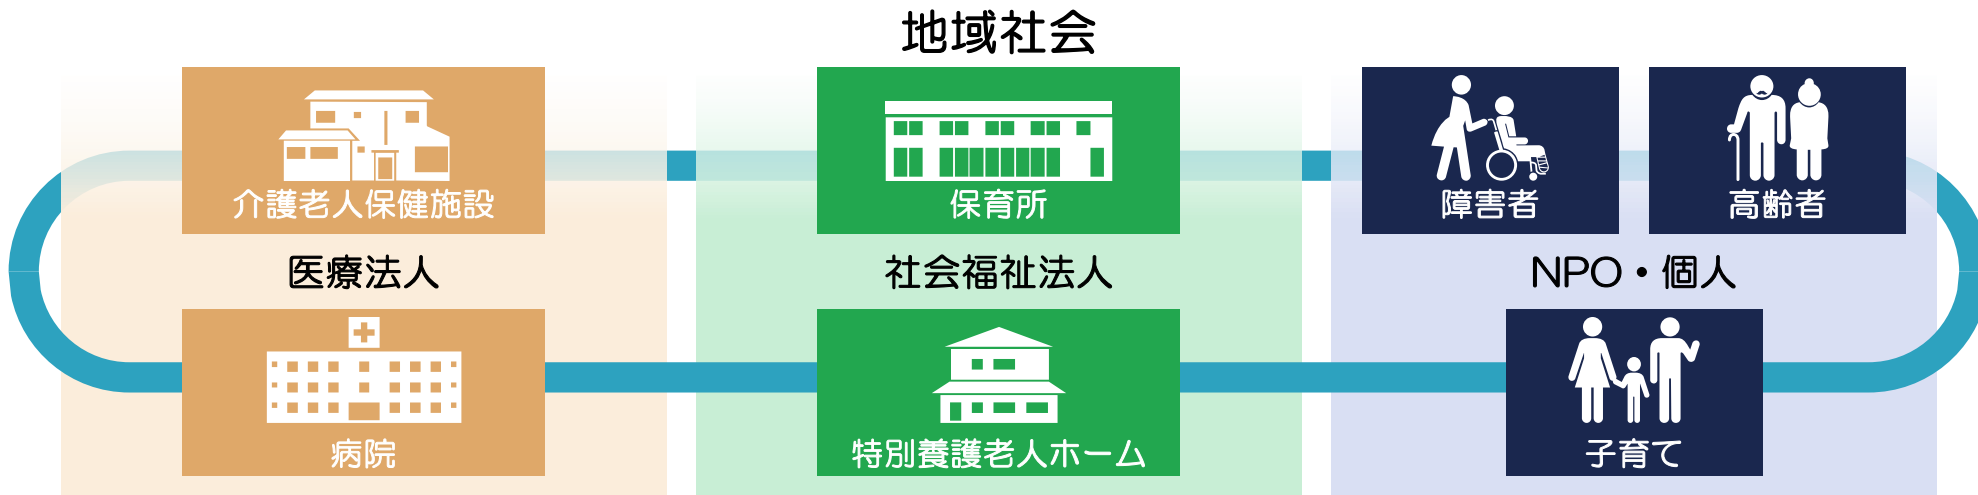 地域社会
介護老人保健施設
保育所
障害者
高齢者
医療法人
社会福祉法人
NPO・個人
病院
特別養護老人ホーム
子育て